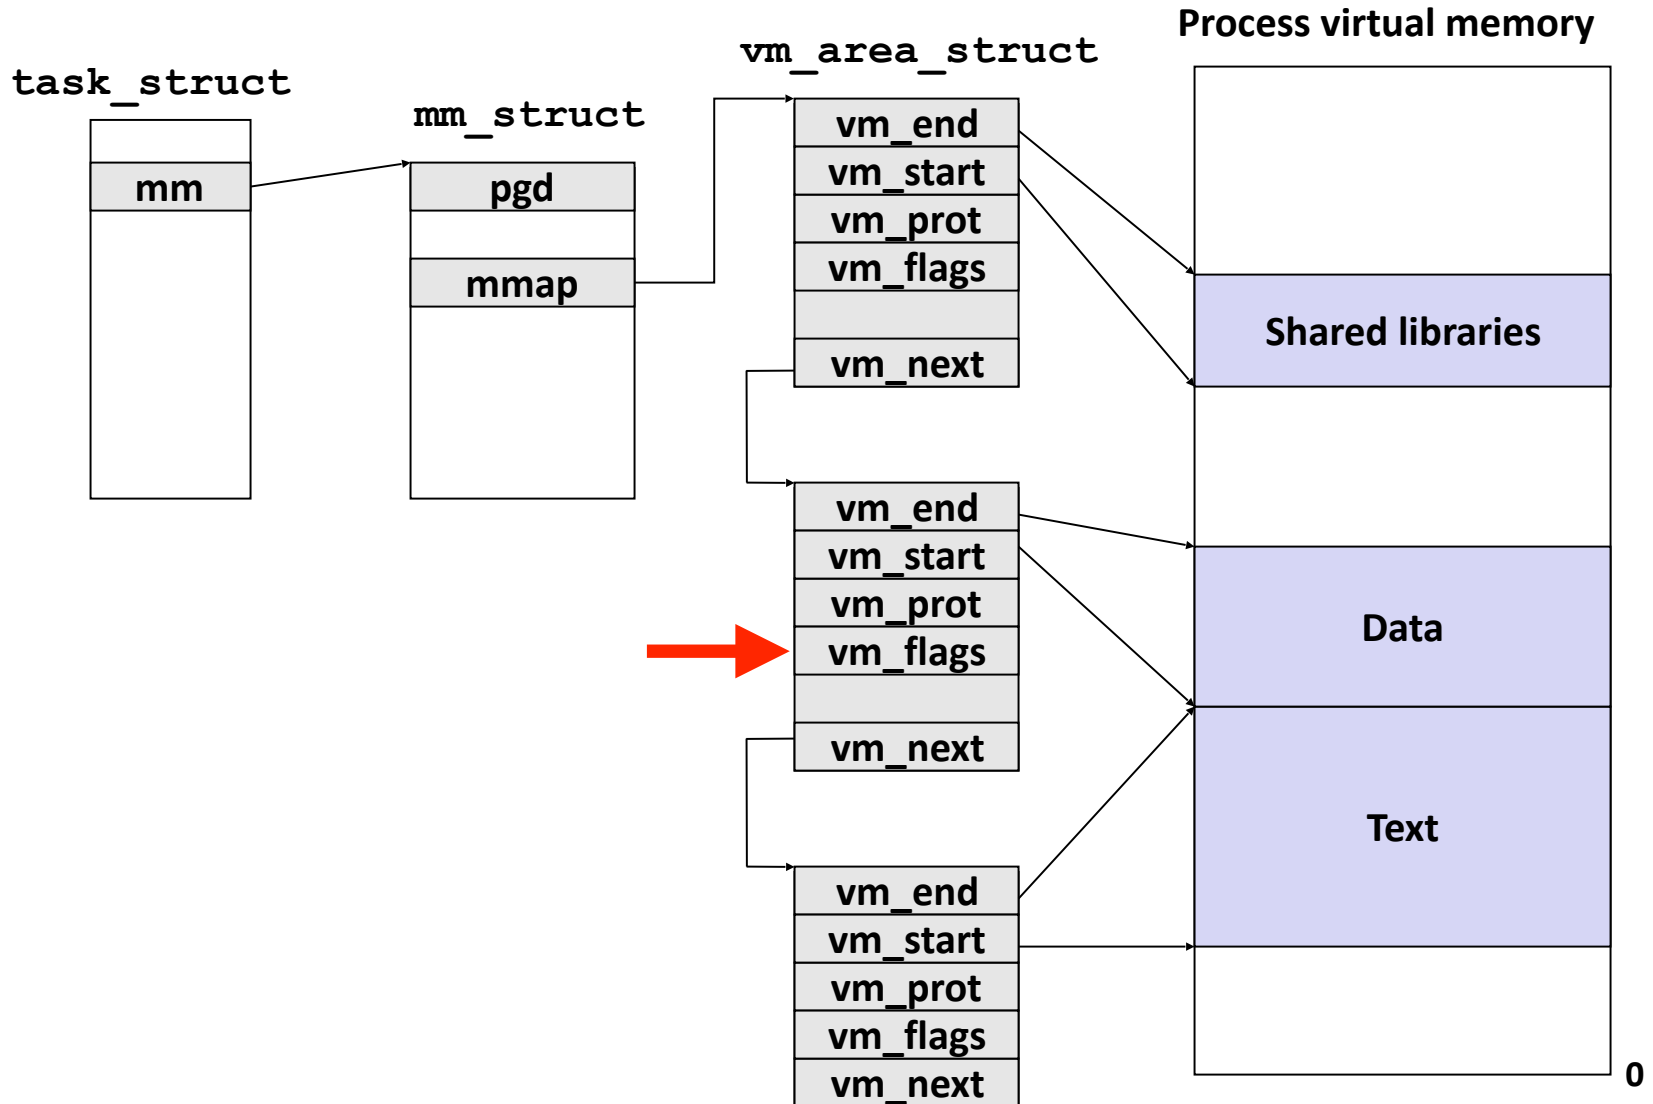 Process virtual memory
vm_area_struct
task_struct
mm_struct
mm
pgd
mmap
vm_end
vm_start
vm_prot
vm_flags
vm_next
Shared libraries
vm_end
vm_start
vm_prot
vm_flags
vm_next
Data
Text
vm_end
vm_start
vm_prot
vm_flags
vm_next
0